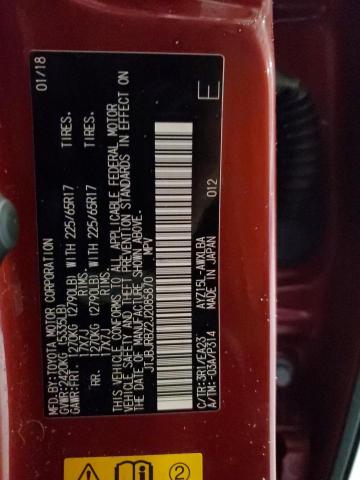 MFD. BY: TOYOTA MOTOR CORPORATION 01/18
GVWR: 2420KG (5335LB)
GAWR: FRT. 1270KG (2790LB) WITH 225/65R17 TIRES.
17X7J RIMS.
RR. 1270KG (2790LB) WITH 225/65R17 TIRES.
17X7J RIMS.
THIS VEHICLE CONFORMS TO ALL APPLICABLE FEDERAL MOTOR
VEHICLE SAFETY AND THEFT PREVENTION STANDARDS IN EFFECT ON
THE DATE OF MANUFACTURE SHOWN ABOVE.
JTJBJRBZ2J2085870 MPV
C/TR: 3R1/EA23 AYZ15L-AWXLBA 012 E
A/TM: -03A/P314 MADE IN JAPAN
2